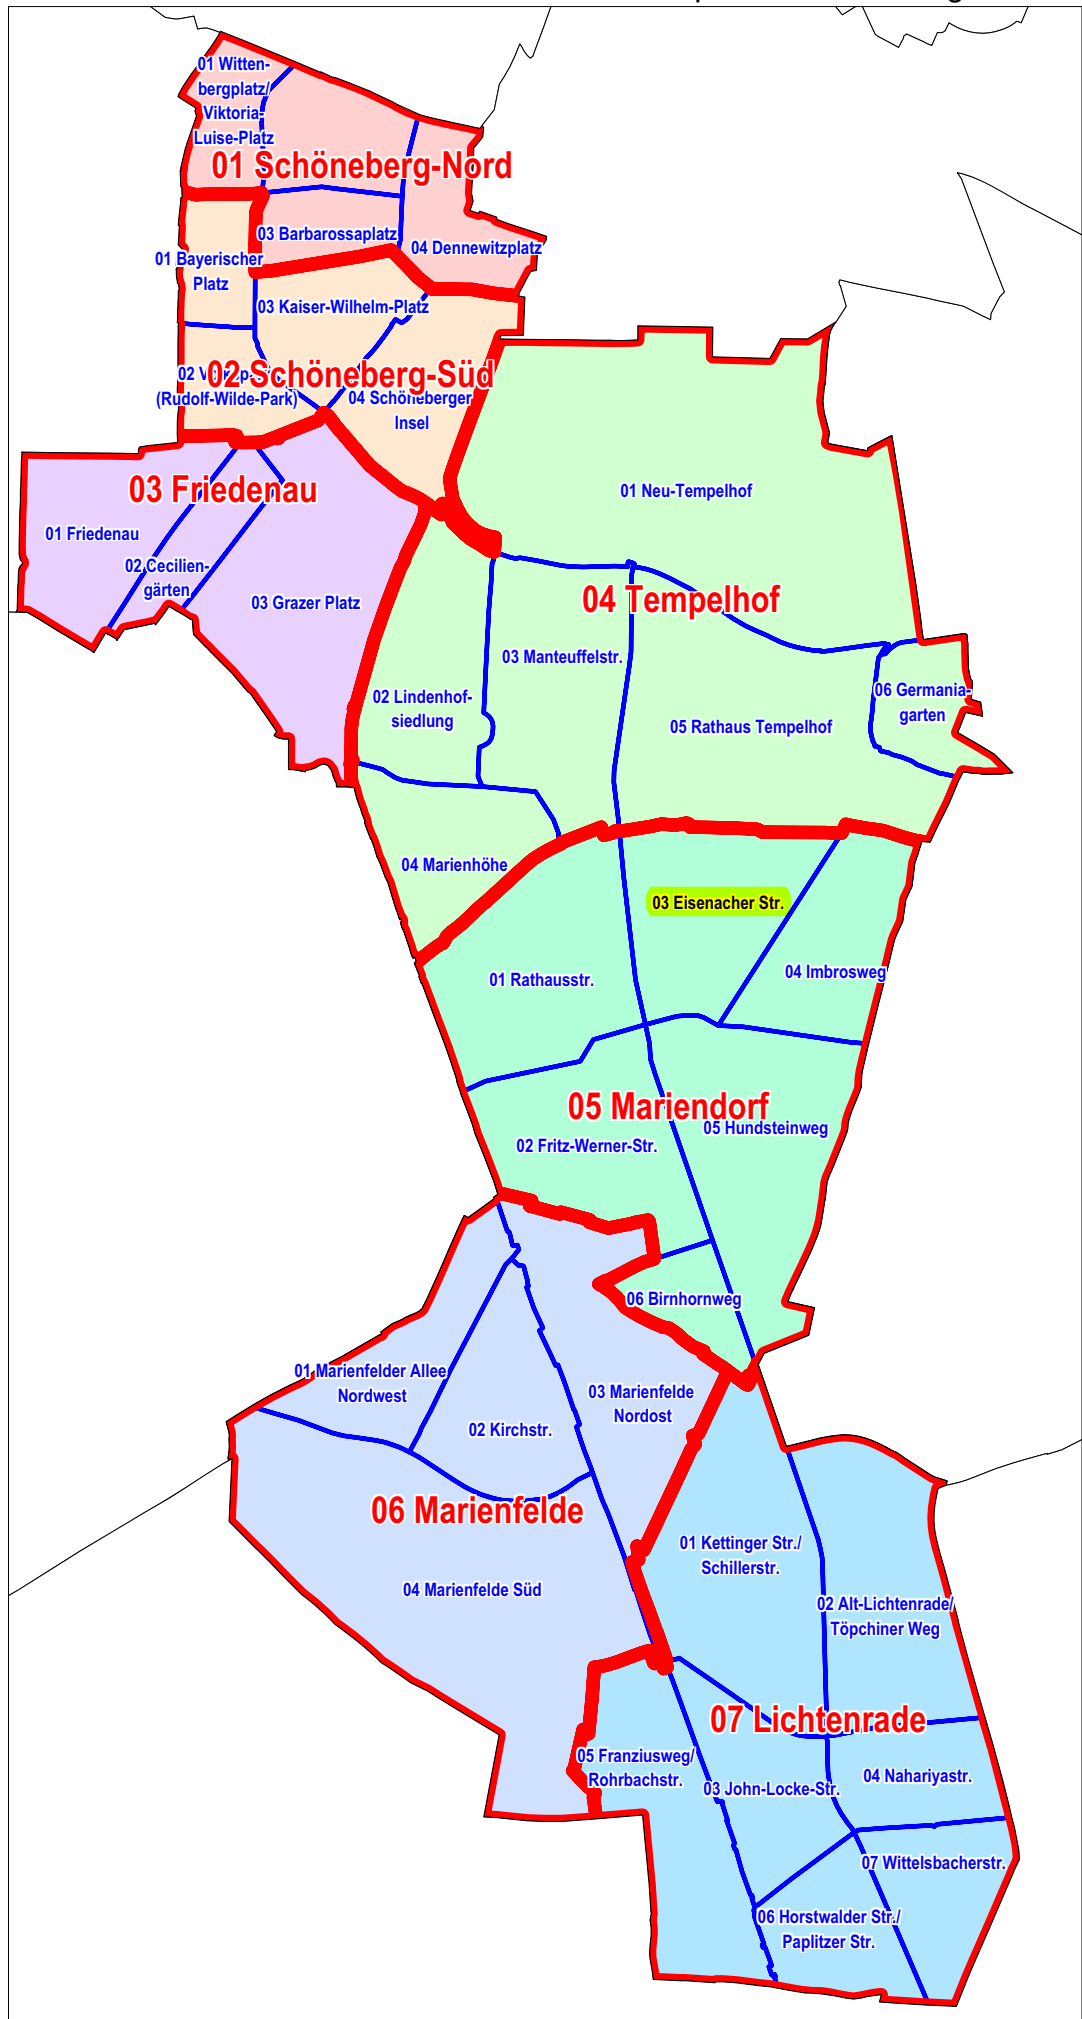 01 Witten-
bergplatz/
Viktoria-
Luise-Platz
01 Schöneberg-Nord
03 Barbarossaplatz
04 Dennewitzplatz
01 Bayerischer
Platz
03 Kaiser-Wilhelm-Platz
02 Schöneberg-Süd
02
(Rudolf-Wilde-Park)
04 Schöneberger
Insel
03 Friedenau
01 Friedenau
02 Cecilien-
gärten
03 Grazer Platz
01 Neu-Tempelhof
04 Tempelhof
03 Manteuffelstr.
02 Lindenhof-
siedlung
05 Rathaus Tempelhof
06 Germania-
garten
04 Marienhöhe
03 Eisenacher Str.
01 Rathausstr.
04 Imbrosweg
05 Mariendorf
05 Hundsteinweg
02 Fritz-Werner-Str.
06 Birnhornweg
01 Marienfelder Allee
Nordwest
03 Marienfelde
Nordost
02 Kirchstr.
06 Marienfelde
04 Marienfelde Süd
01 Kettinger Str./
Schillerstr.
02 Alt-Lichtenrade/
Töpchiner Weg
07 Lichtenrade
05 Franziusweg/
Rohrbachstr.
03 John-Locke-Str.
04 Nahariyastr.
07 Wittelsbacherstr.
06 Horstwalder Str./
Paplitzer Str.